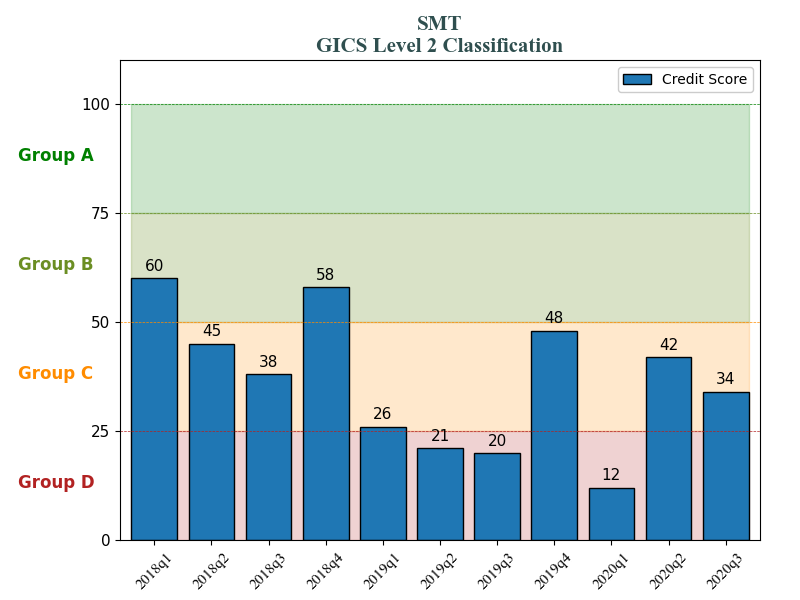 SMT
GICS Level 2 Classification
Credit Score
100
Group A
75
Group B
60
58
50
48
45
42
38
Group C
34
26
25
21
20
Group D
12
0
2018q1
2018q2
2018q3
2018q4
2019q1
2019q2
2019q3
2019q4
2020q1
2020q2
2020q3